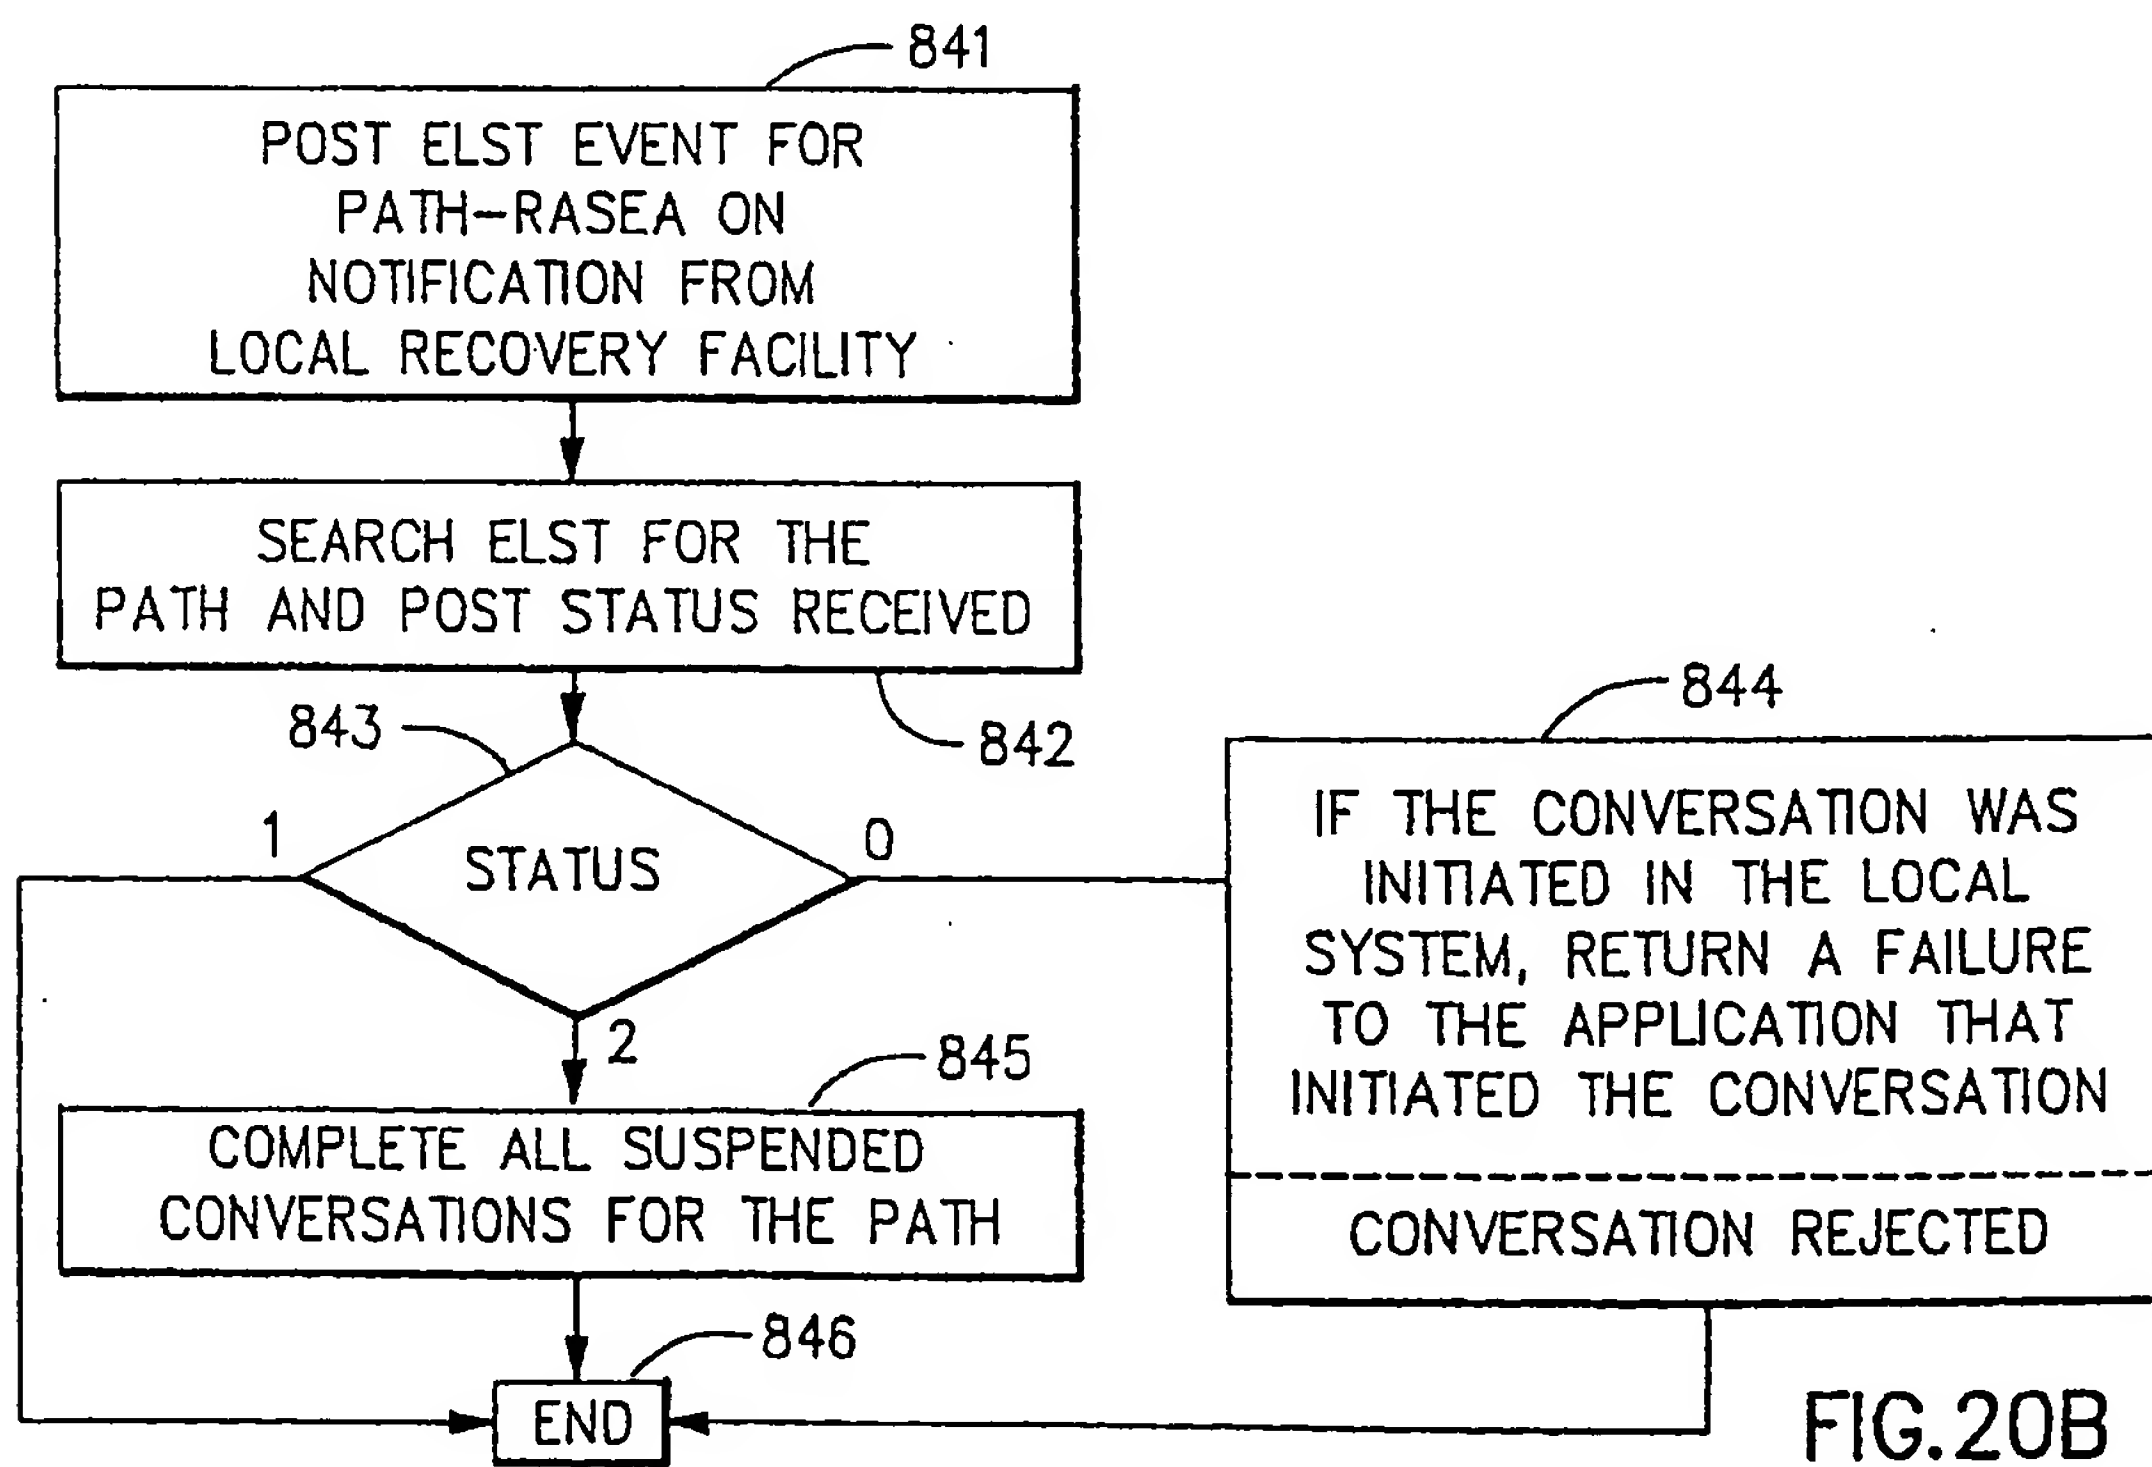 841
POST ELST EVENT FOR
PATH-RASEA ON
NOTIFICATION FROM
LOCAL RECOVERY FACILITY
SEARCH ELST FOR THE
PATH AND POST STATUS RECEIVED
842
843
STATUS
1
0
2
844
IF THE CONVERSATION WAS
INITIATED IN THE LOCAL
SYSTEM, RETURN A FAILURE
TO THE APPLICATION THAT
INITIATED THE CONVERSATION
CONVERSATION REJECTED
845
COMPLETE ALL SUSPENDED
CONVERSATIONS FOR THE PATH
846
END
FIG.20B